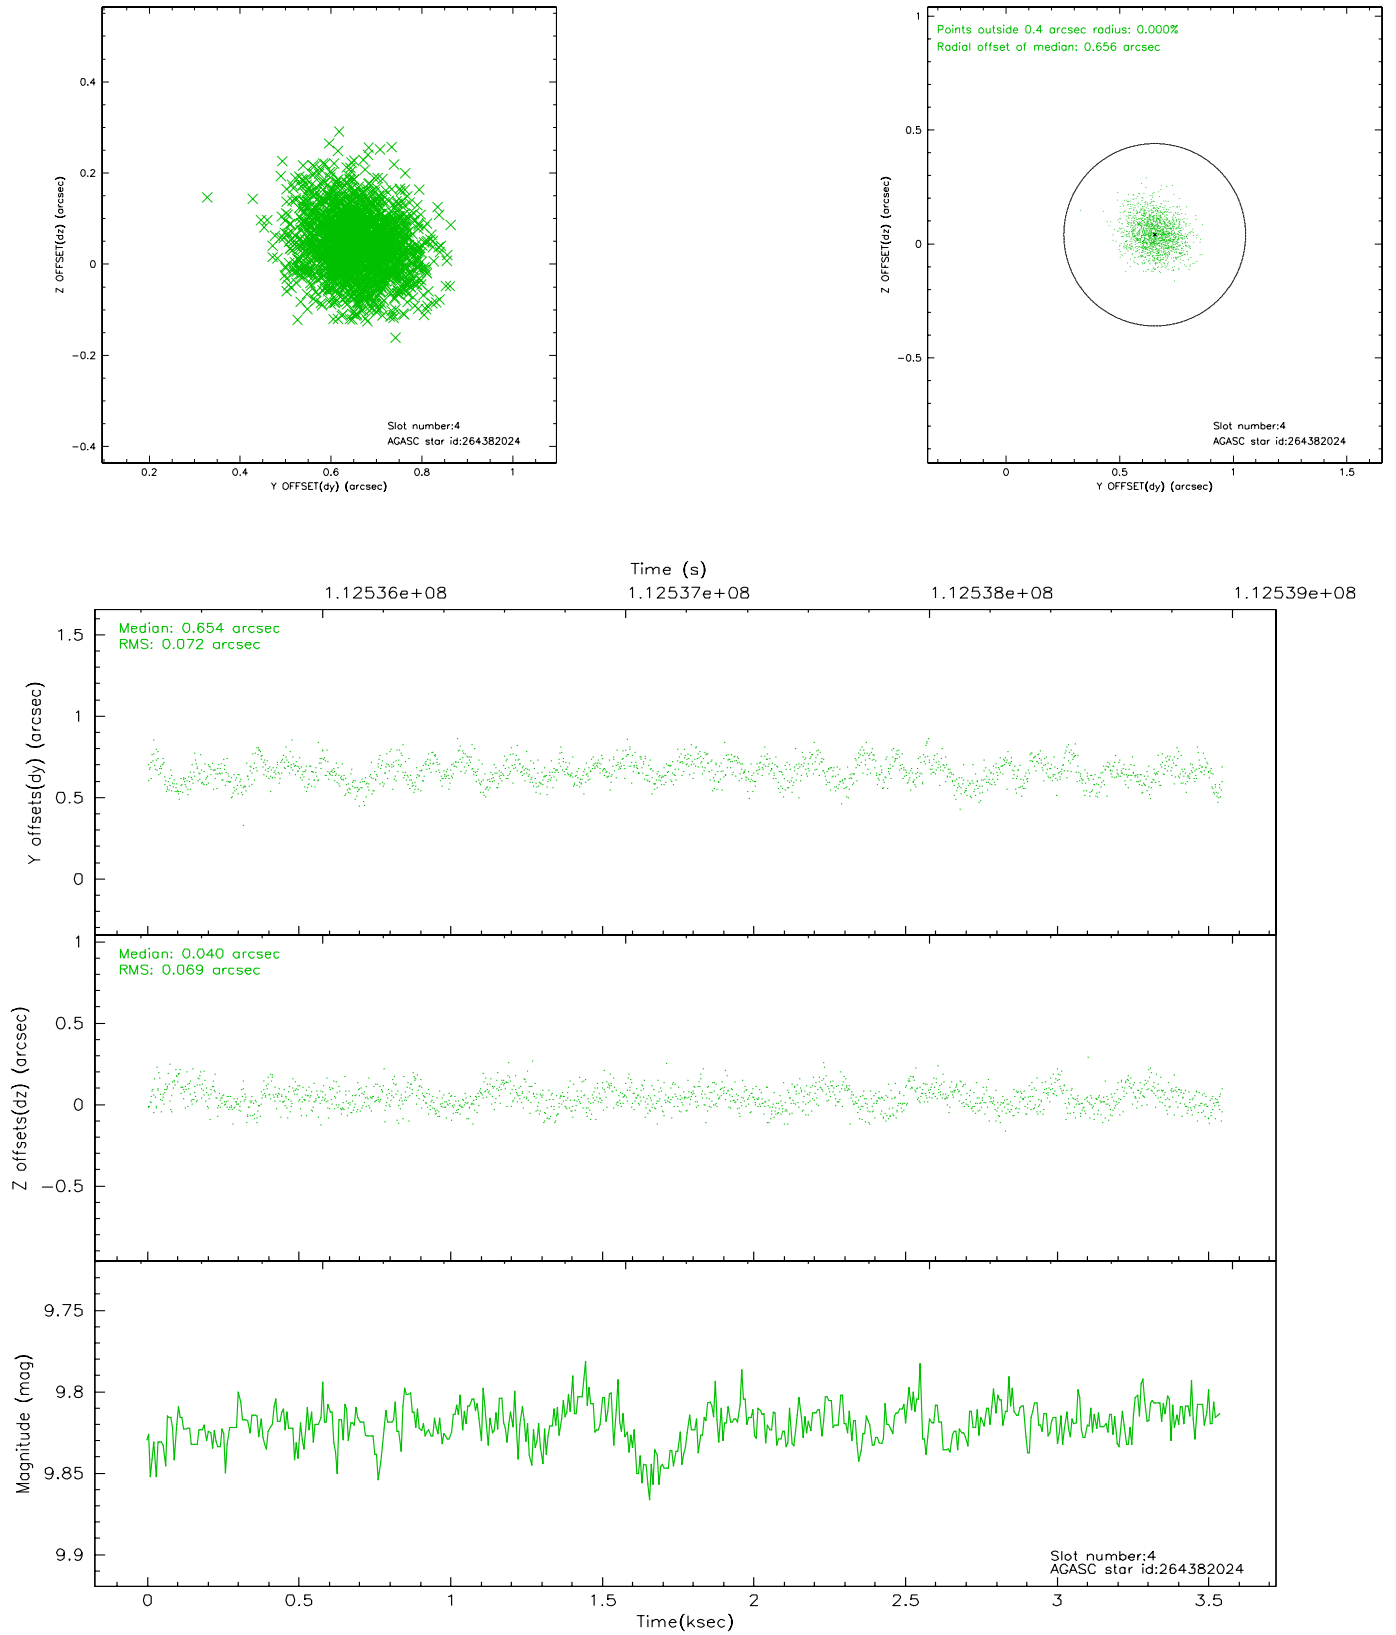 0.4
0.2
0
−0.2
−0.4
Z OFFSET(dz) (arcsec)
Slot number:4
AGASC star id:264382024
0.2 0.4 0.6 0.8 1
Y OFFSET(dy) (arcsec)
Points outside 0.4 arcsec radius: 0.000%
Radial offset of median: 0.656 arcsec
1
0.5
0
−0.5
Z OFFSET(dz) (arcsec)
Slot number:4
AGASC star id:264382024
0 0.5 1 1.5
Y OFFSET(dy) (arcsec)
Time (s)
1.12536e+08 1.12537e+08 1.12538e+08 1.12539e+08
Median: 0.654 arcsec
RMS: 0.072 arcsec
1.5
1
0.5
0
Y offsets(dy) (arcsec)
Median: 0.040 arcsec
RMS: 0.069 arcsec
1
0.5
0
−0.5
Z offsets(dz) (arcsec)
9.75
9.8
9.85
9.9
Magnitude (mag)
Slot number:4
AGASC star id:264382024
0 0.5 1 1.5 2 2.5 3 3.5
Time(ksec)